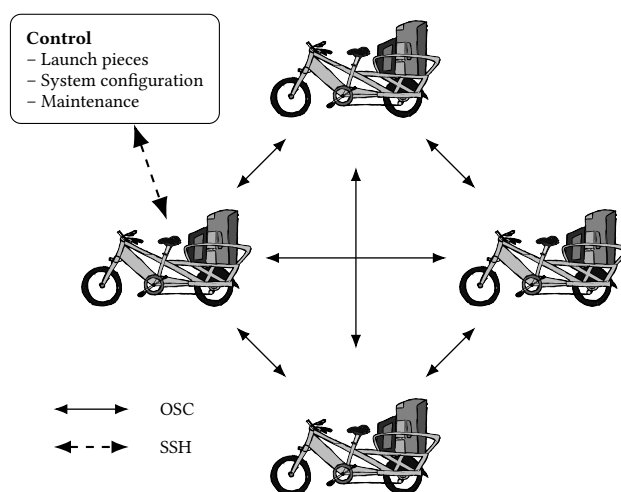 Control
– Launch pieces
– System configuration
– Maintenance
OSC
SSH